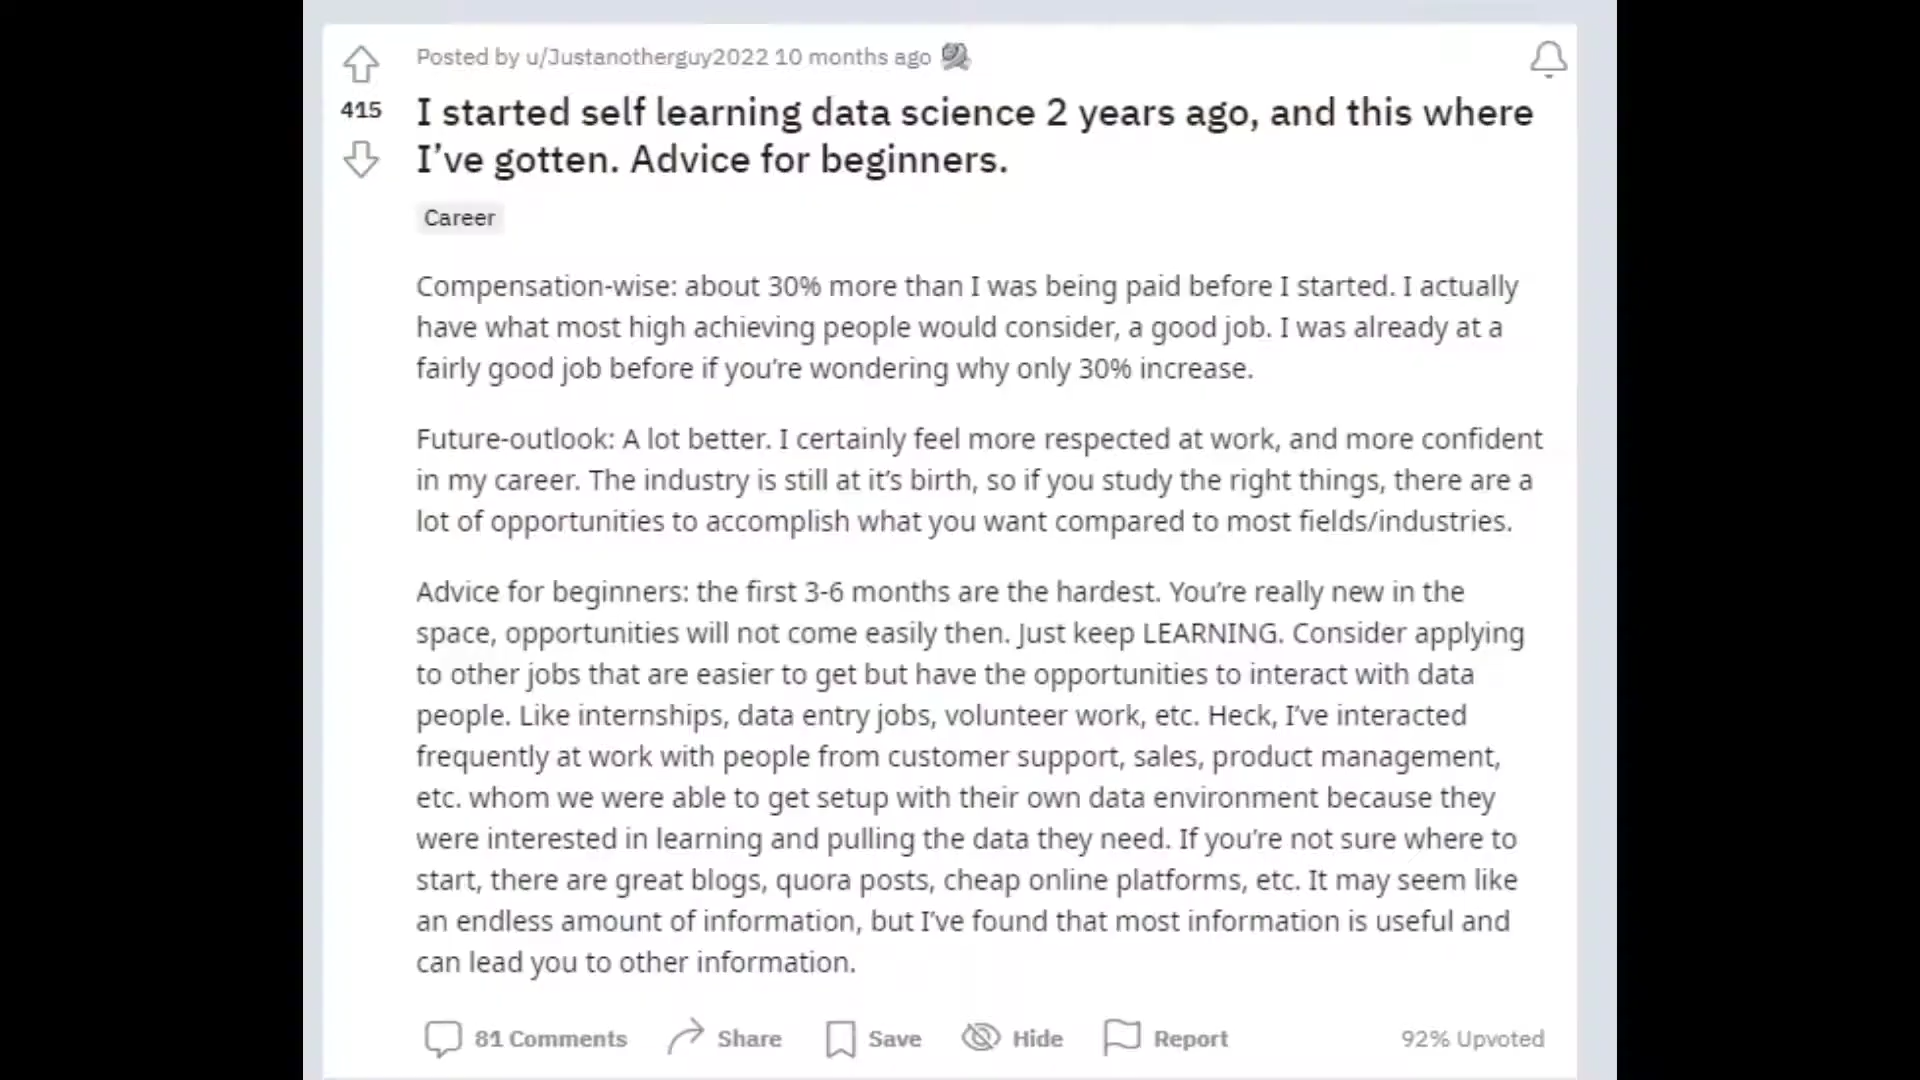 Posted by u/Justanotherguy2022 10 months ago
415
I started self learning data science 2 years ago, and this where
I’ve gotten. Advice for beginners.
Career
Compensation-wise: about 30% more than I was being paid before I started. I actually
have what most high achieving people would consider, a good job. I was already at a
fairly good job before if you’re wondering why only 30% increase.
Future-outlook: A lot better. I certainly feel more respected at work, and more confident
in my career. The industry is still at it’s birth, so if you study the right things, there are a
lot of opportunities to accomplish what you want compared to most fields/industries.
Advice for beginners: the first 3-6 months are the hardest. You’re really new in the
space, opportunities will not come easily then. Just keep LEARNING. Consider applying
to other jobs that are easier to get but have the opportunities to interact with data
people. Like internships, data entry jobs, volunteer work, etc. Heck, I’ve interacted
frequently at work with people from customer support, sales, product management,
etc. whom we were able to get setup with their own data environment because they
were interested in learning and pulling the data they need. If you’re not sure where to
start, there are great blogs, quora posts, cheap online platforms, etc. It may seem like
an endless amount of information, but I’ve found that most information is useful and
can lead you to other information.
81 Comments Share Save Hide Report 92% Upvoted